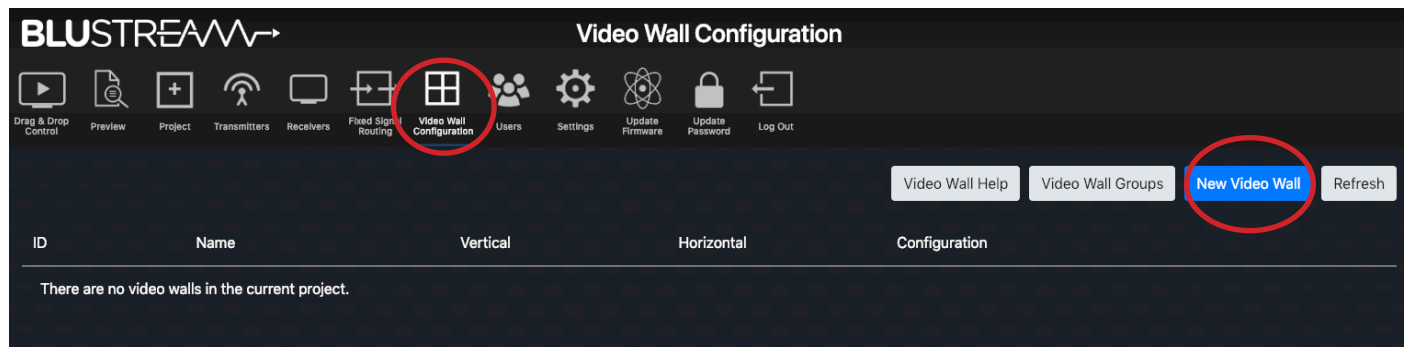 BLUSTREAM
Video Wall Configuration
Drag & Drop
Control
Preview
Project
Transmitters
Receivers
Fixed Signal
Routing
Video Wall
Configuration
Users
Settings
Update
Firmware
Update
Password
Log Out
Video Wall Help Video Wall Groups New Video Wall Refresh
ID Name Vertical Horizontal Configuration
There are no video walls in the current project.